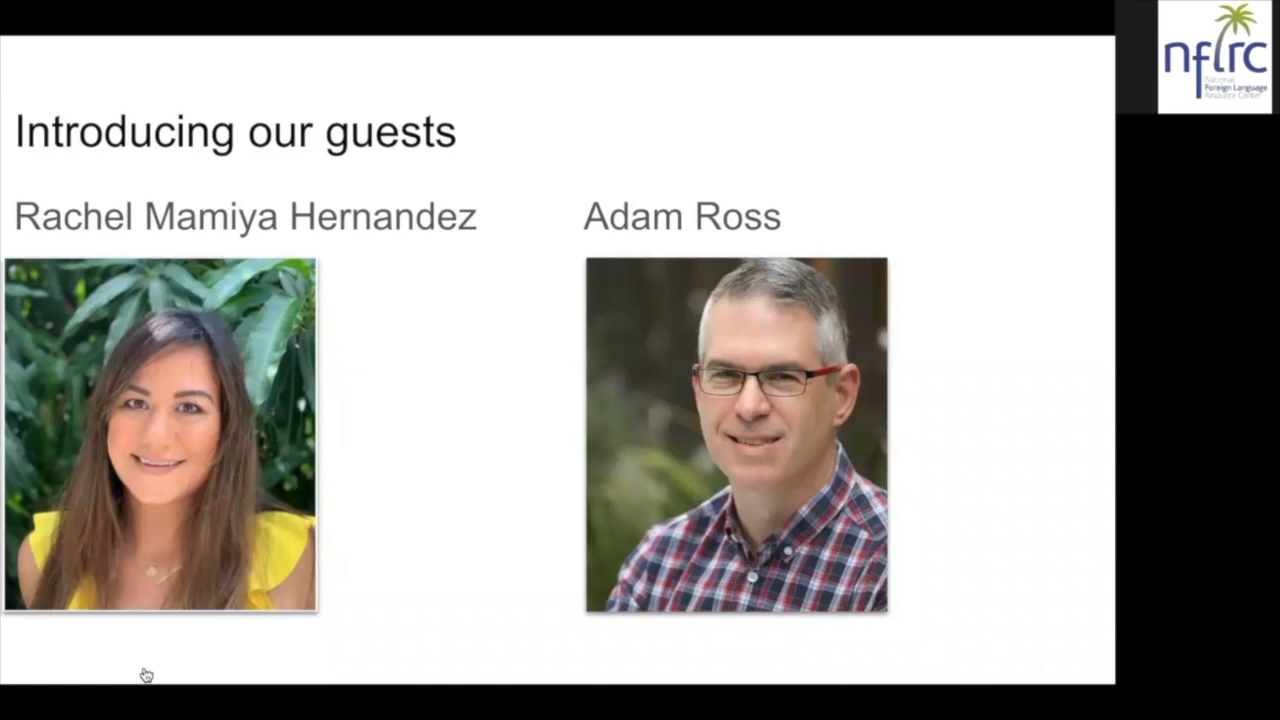 Introducing our guests
Rachel Mamiya Hernandez
Adam Ross
nflrc
National
Foreign Language
Resource Center